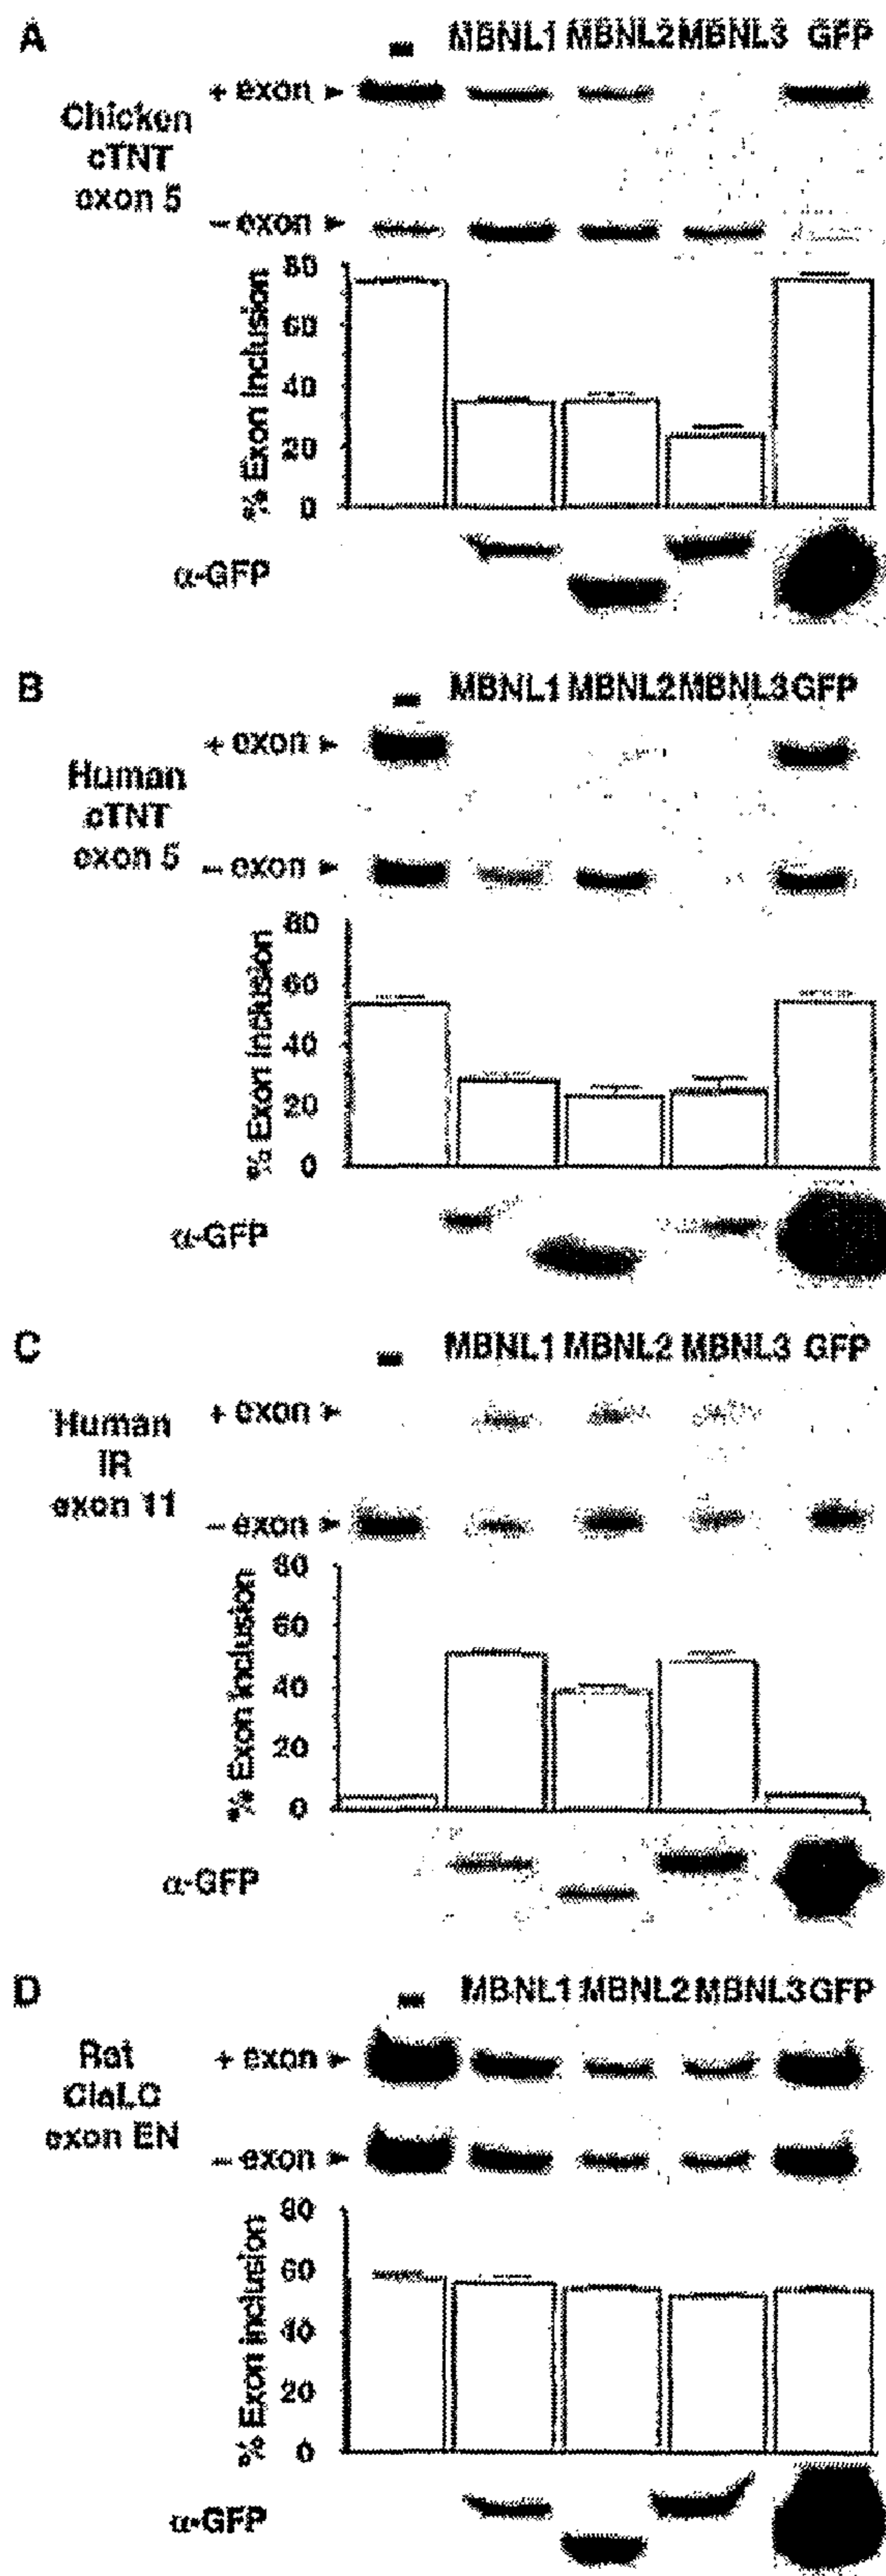 A
- MBNL1 MBNL2 MBNL3 GFP
+ exon
Chicken
cTNT
exon 5
- exon
80
60
40
20
0
% Exon Inclusion
α-GFP
B
- MBNL1 MBNL2 MBNL3 GFP
+ exon
Human
cTNT
exon 5
- exon
80
60
40
20
0
% Exon Inclusion
α-GFP
C
- MBNL1 MBNL2 MBNL3 GFP
+ exon
Human
IR
exon 11
- exon
80
60
40
20
0
% Exon Inclusion
α-GFP
D
- MBNL1 MBNL2 MBNL3 GFP
+ exon
Rat
ClaLC
exon EN
- exon
80
60
40
20
0
% Exon inclusion
α-GFP